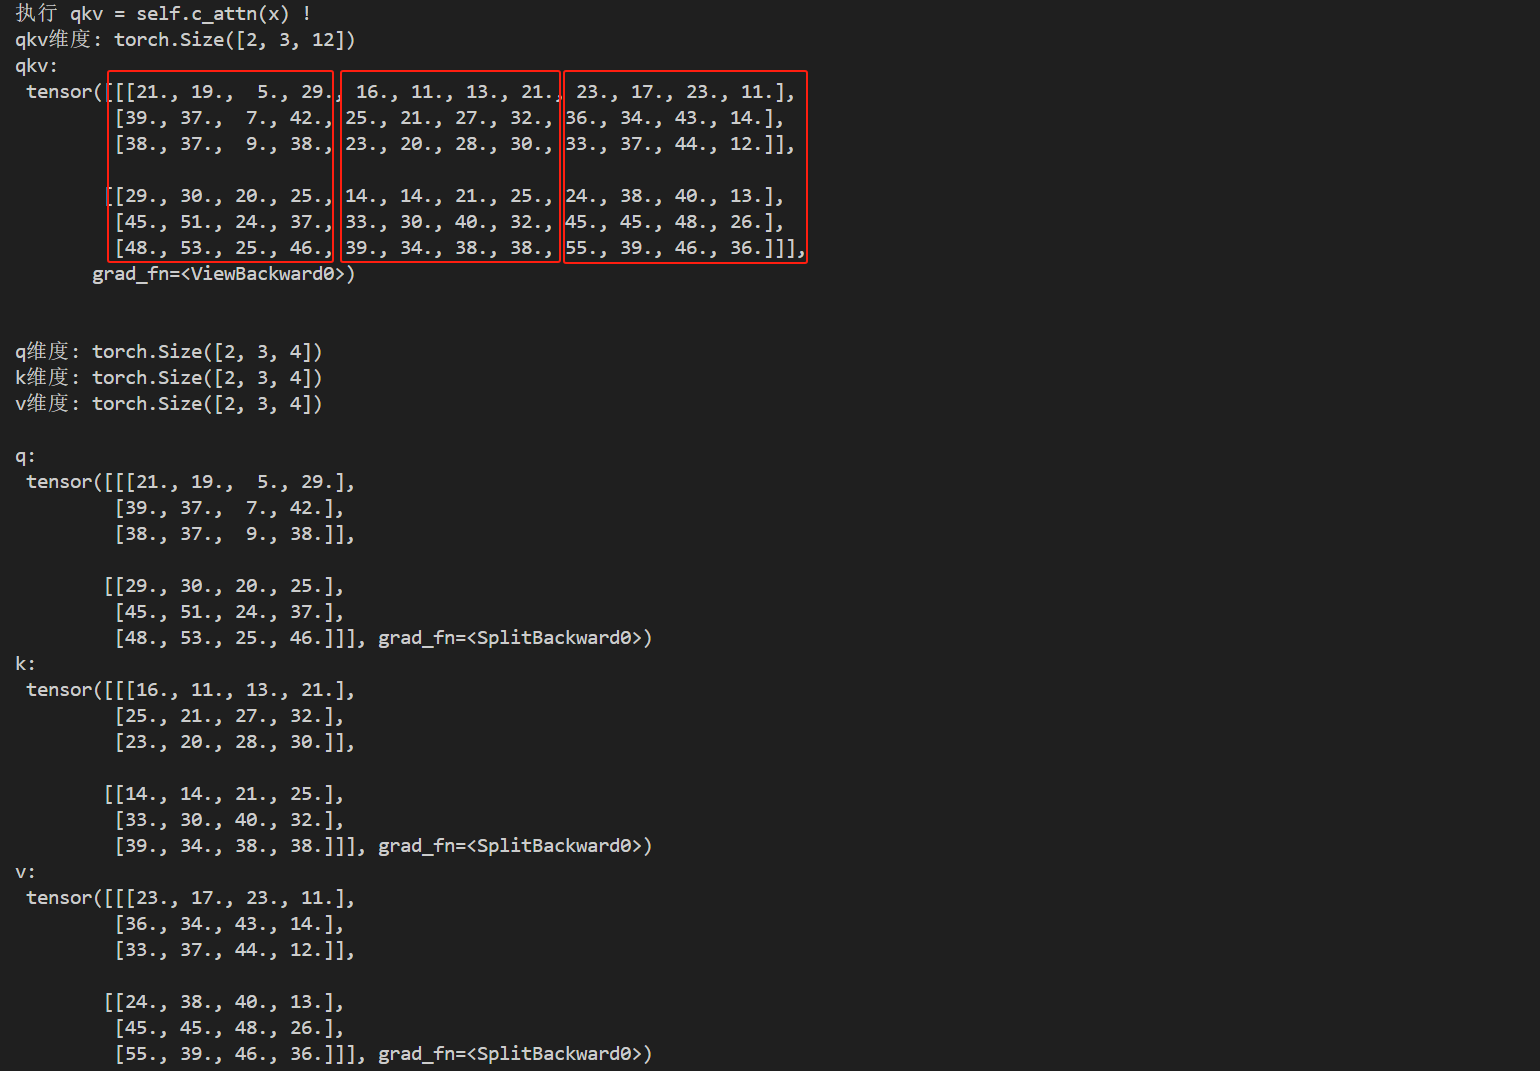 执行 qkv = self.c_attn(x) !
qkv维度: torch.Size([2, 3, 12])
qkv:
 tensor([[[21., 19.,  5., 29., 16., 11., 13., 21., 23., 17., 23., 11.],
         [39., 37.,  7., 42., 25., 21., 27., 32., 36., 34., 43., 14.],
         [38., 37.,  9., 38., 23., 20., 28., 30., 33., 37., 44., 12.]],

        [[29., 30., 20., 25., 14., 14., 21., 25., 24., 38., 40., 13.],
         [45., 51., 24., 37., 33., 30., 40., 32., 45., 45., 48., 26.],
         [48., 53., 25., 46., 39., 34., 38., 38., 55., 39., 46., 36.]]],
       grad_fn=<ViewBackward0>)

q维度: torch.Size([2, 3, 4])
k维度: torch.Size([2, 3, 4])
v维度: torch.Size([2, 3, 4])

q:
 tensor([[[21., 19.,  5., 29.],
         [39., 37.,  7., 42.],
         [38., 37.,  9., 38.]],

        [[29., 30., 20., 25.],
         [45., 51., 24., 37.],
         [48., 53., 25., 46.]]], grad_fn=<SplitBackward0>)
k:
 tensor([[[16., 11., 13., 21.],
         [25., 21., 27., 32.],
         [23., 20., 28., 30.]],

        [[14., 14., 21., 25.],
         [33., 30., 40., 32.],
         [39., 34., 38., 38.]]], grad_fn=<SplitBackward0>)
v:
 tensor([[[23., 17., 23., 11.],
         [36., 34., 43., 14.],
         [33., 37., 44., 12.]],

        [[24., 38., 40., 13.],
         [45., 45., 48., 26.],
         [55., 39., 46., 36.]]], grad_fn=<SplitBackward0>)